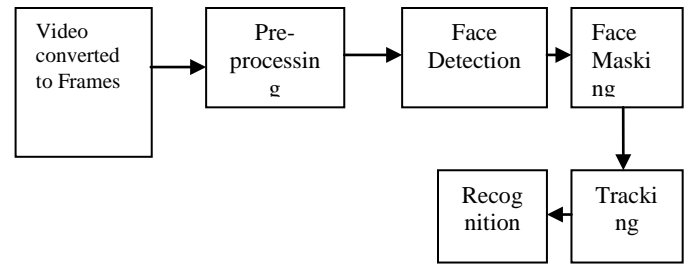 Video
converted
to Frames
Pre-
processin
g
Face
Detection
Face
Maski
ng
Tracki
ng
Recog
nition